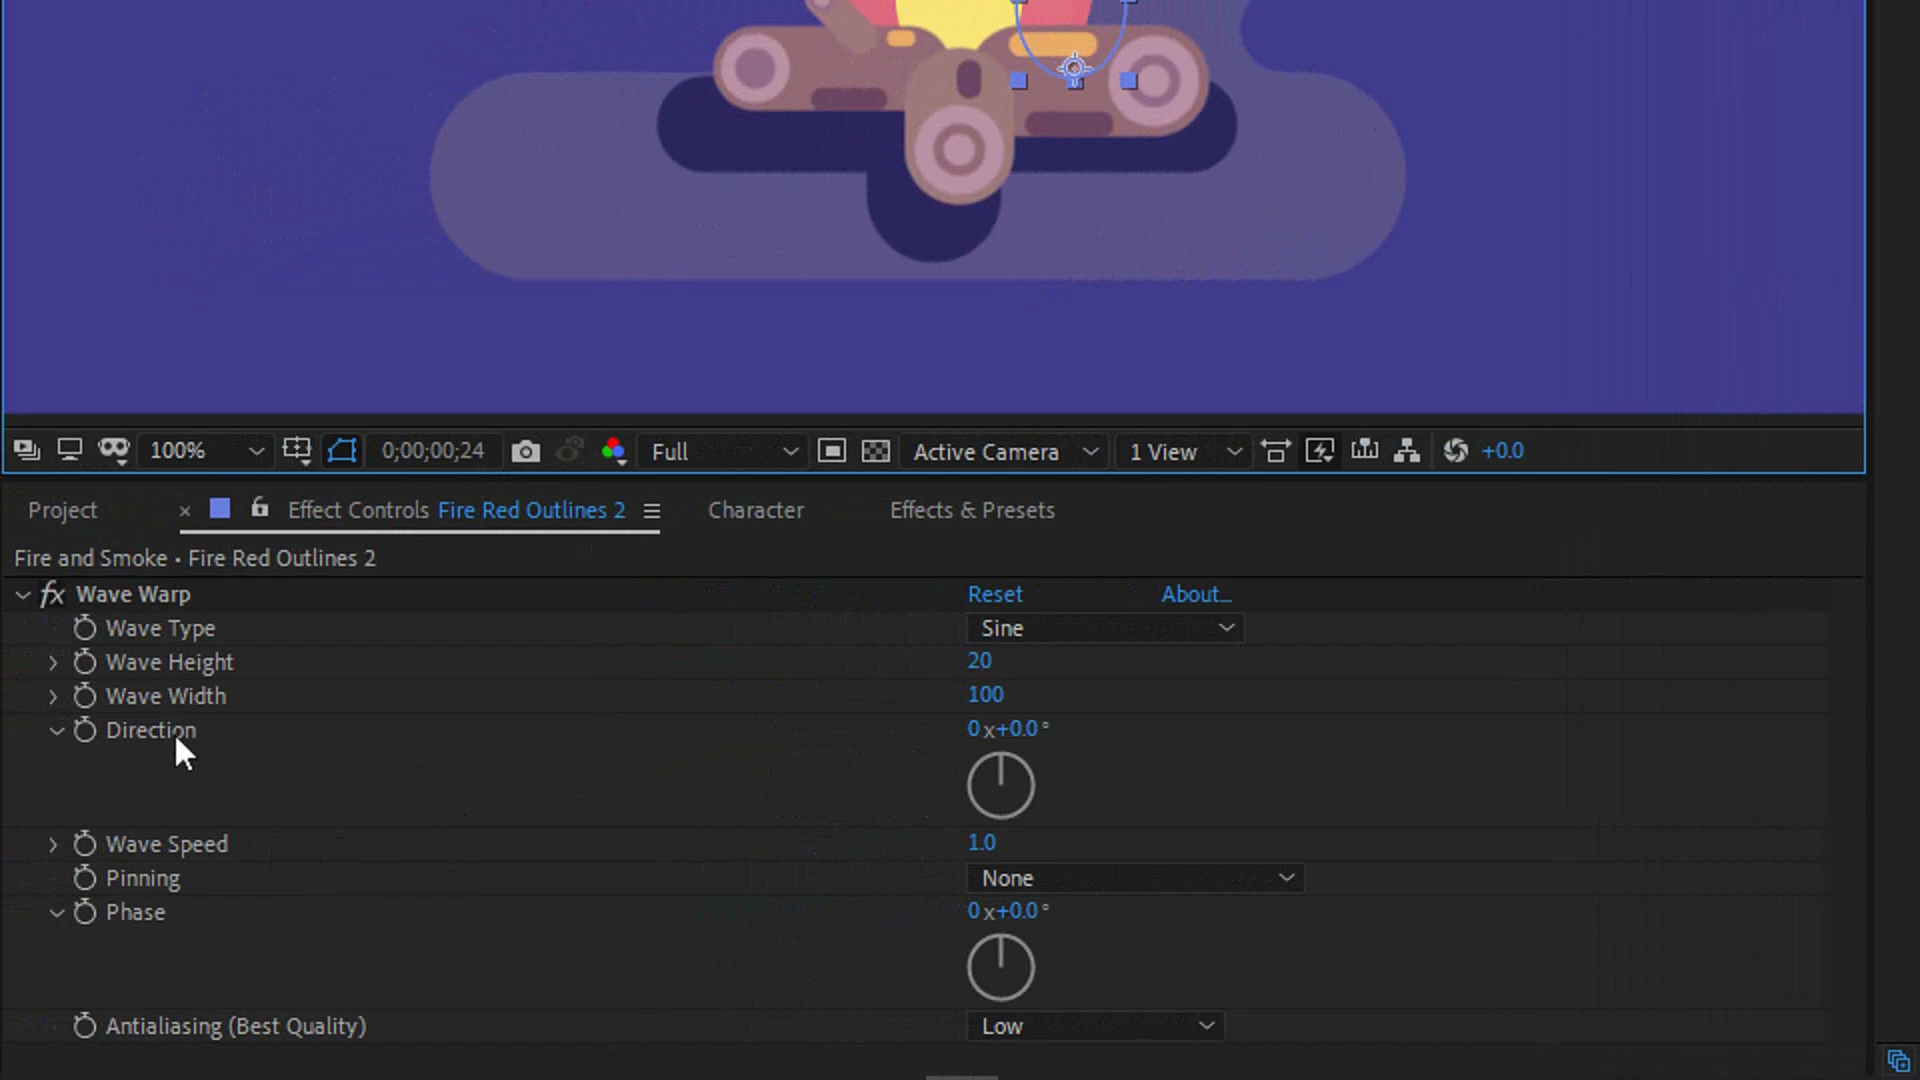 100%
0;00;00;24
Full
Active Camera
1 View
+0.0
Project
× Effect Controls Fire Red Outlines 2
Character
Effects & Presets
Fire and Smoke • Fire Red Outlines 2
fx Wave Warp
Reset
About...
Wave Type
Sine
Wave Height
20
Wave Width
100
Direction
0x+0.0°
Wave Speed
1.0
Pinning
None
Phase
0x+0.0°
Antialiasing (Best Quality)
Low